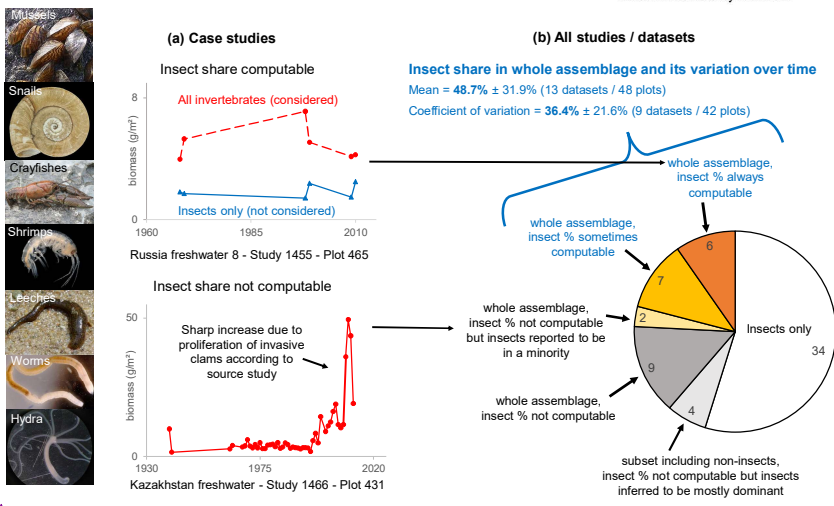 Mussels
Snails
Crayfishes
Shrimps
Leeches
Worms
Hydra
(a) Case studies
Insect share computable
biomass (g/m²)
8
0
All invertebrates (considered)
Insects only (not considered)
1960
1985
2010
Russia freshwater 8 - Study 1455 - Plot 465
Insect share not computable
biomass (g/m²)
50
0
Sharp increase due to
proliferation of invasive
clams according to
source study
1930
1975
2020
Kazakhstan freshwater - Study 1466 - Plot 431
(b) All studies / datasets
Insect share in whole assemblage and its variation over time
Mean = 48.7% ± 31.9% (13 datasets / 48 plots)
Coefficient of variation = 36.4% ± 21.6% (9 datasets / 42 plots)
whole assemblage,
insect % always
computable
whole assemblage,
insect % sometimes
computable
whole assemblage,
insect % not computable
but insects reported to be
in a minority
whole assemblage,
insect % not computable
subset including non-insects,
insect % not computable but insects
inferred to be mostly dominant
6
7
2
9
4
Insects only
34